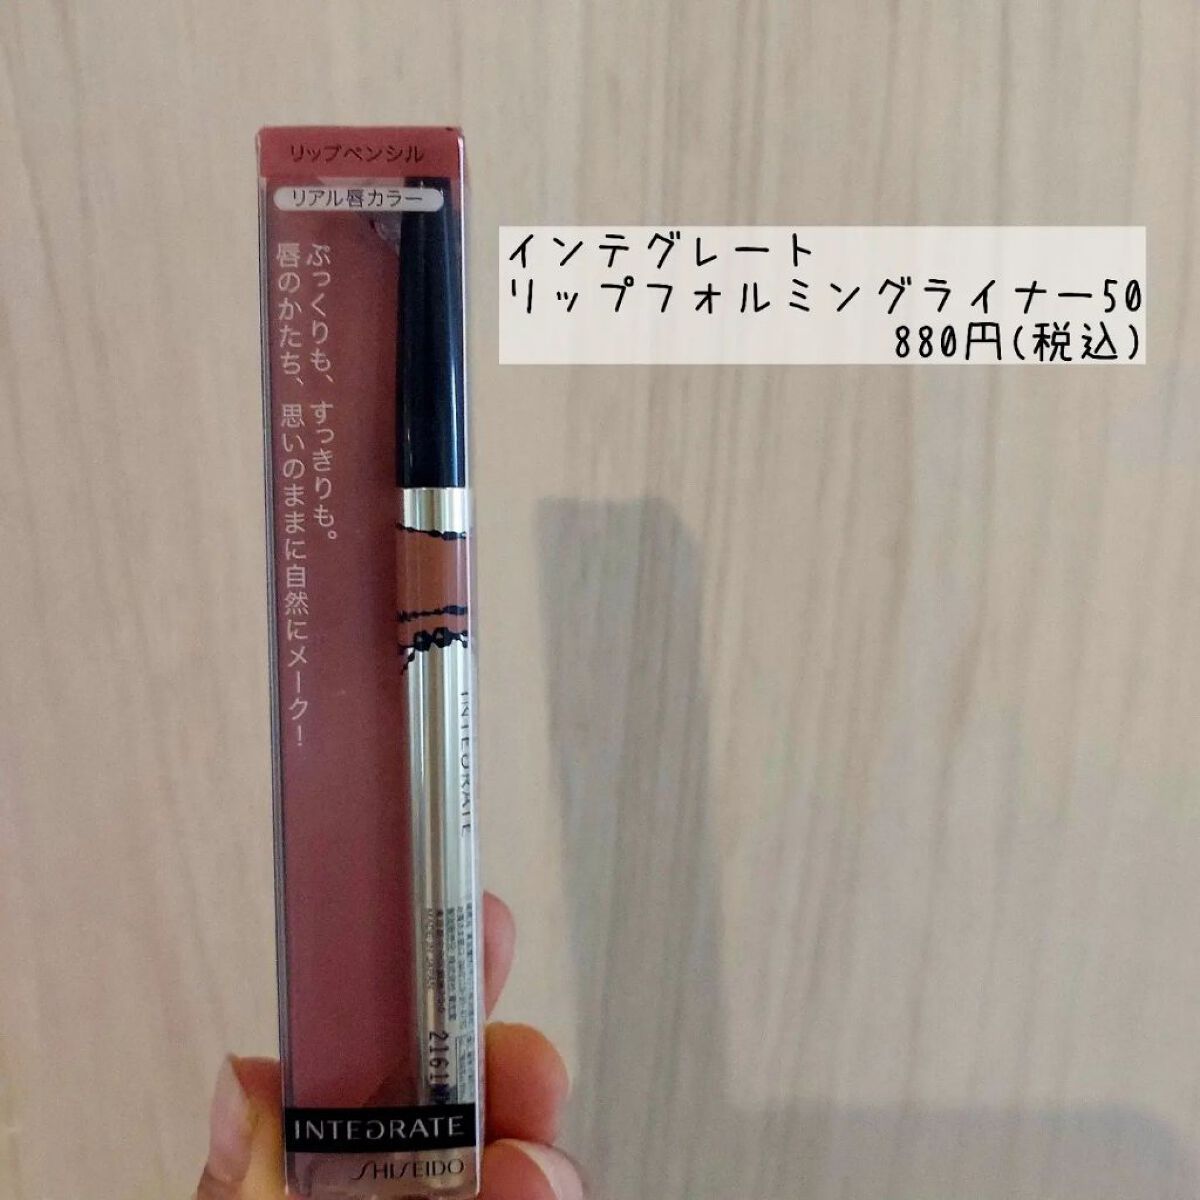 リップペンシル
リアル唇カラー
ぷっくりも、すっきりも。
唇のかたち、思いのままに自然にメーク!
インテグレート
リップフォルミングライナー50
880円(税込)
INTEGRATE
2161
INTEGRATE
SHISEIDO